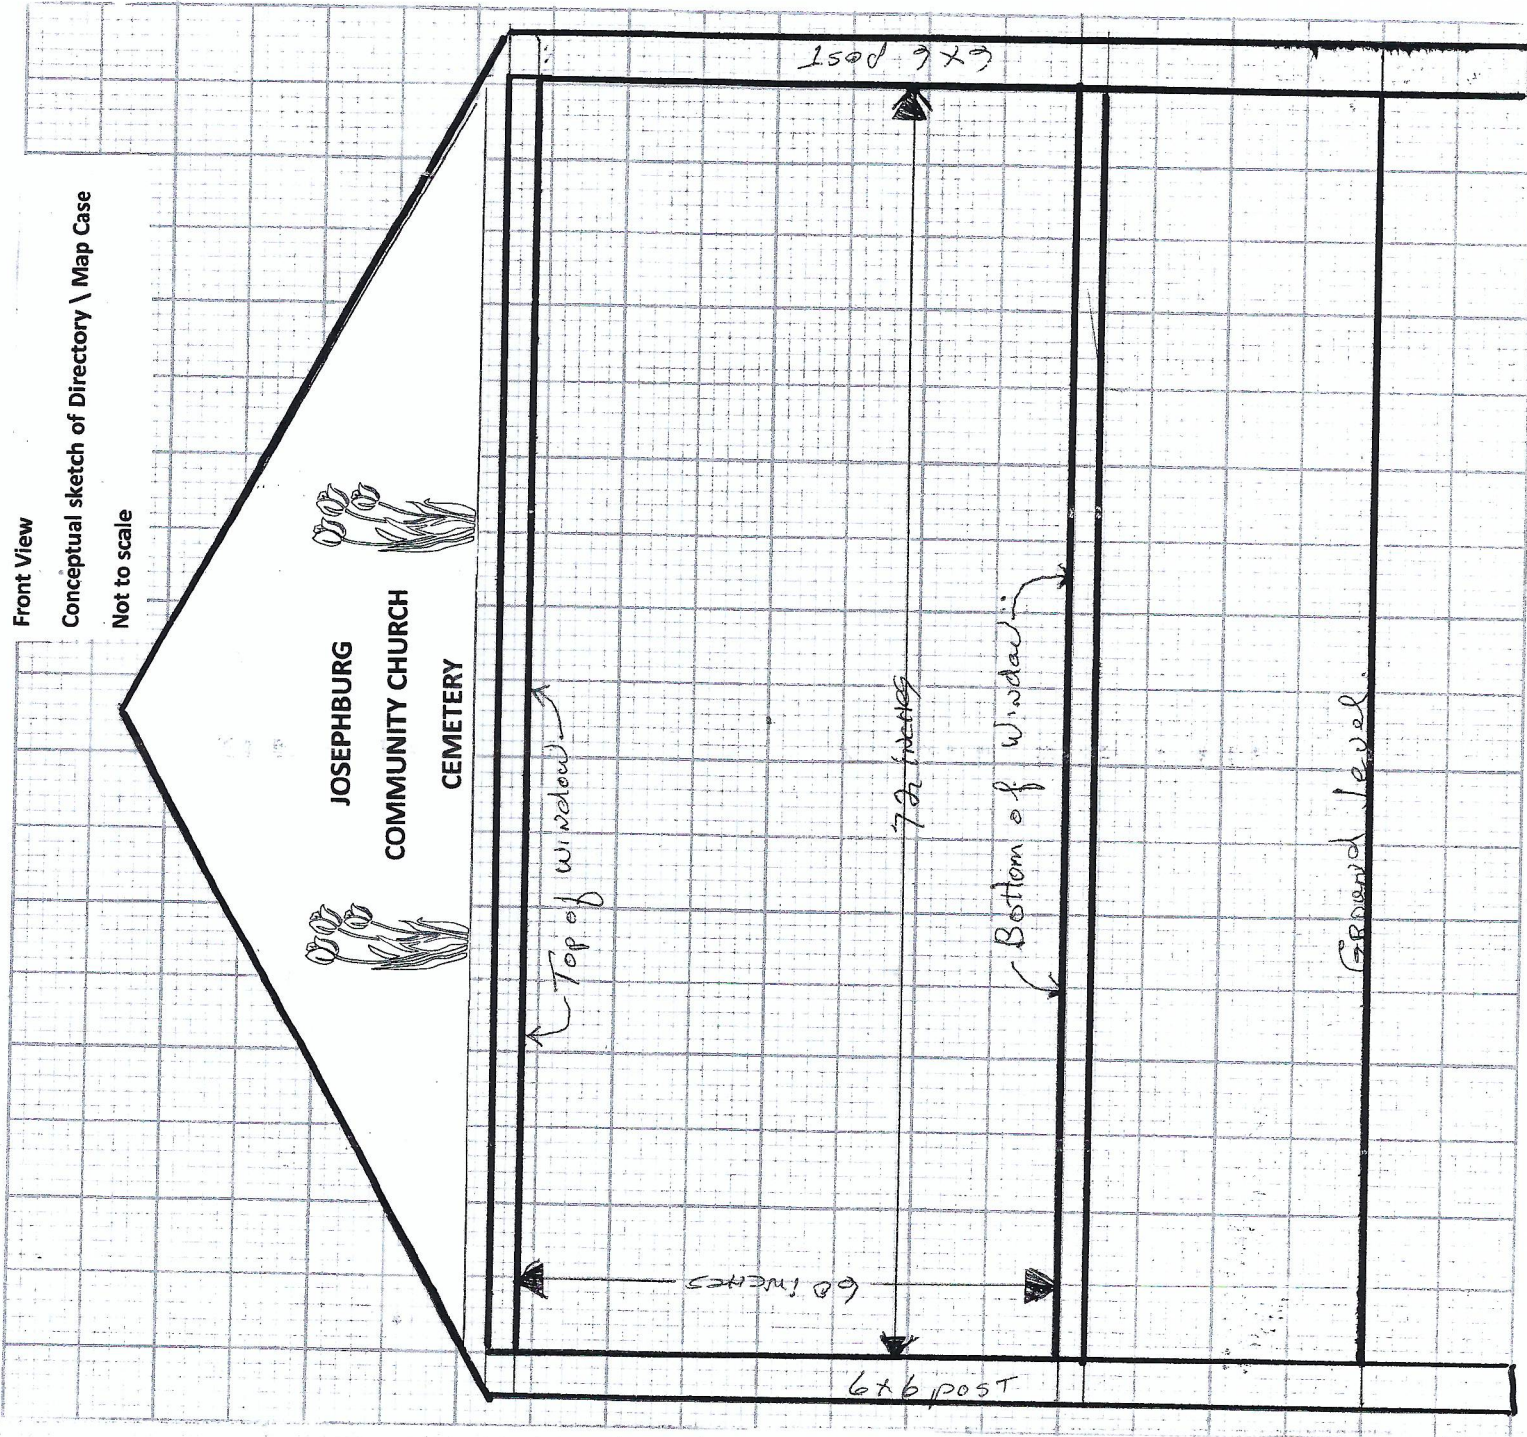 Front View
Conceptual sketch of Directory \ Map Case
Not to scale
JOSEPHBURG
COMMUNITY CHURCH
CEMETERY
Top of window
6x6 post
60 inches
72 inches
6x6 post
Bottom of Window
Ground level